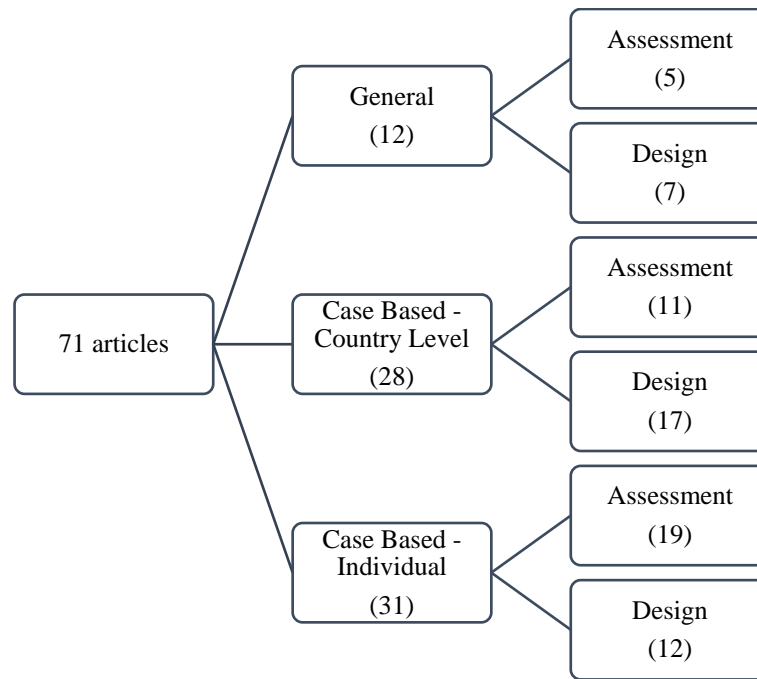 71 articles
General
(12)
Assessment
(5)
Design
(7)
Case Based -
Country Level
(28)
Assessment
(11)
Design
(17)
Case Based -
Individual
(31)
Assessment
(19)
Design
(12)